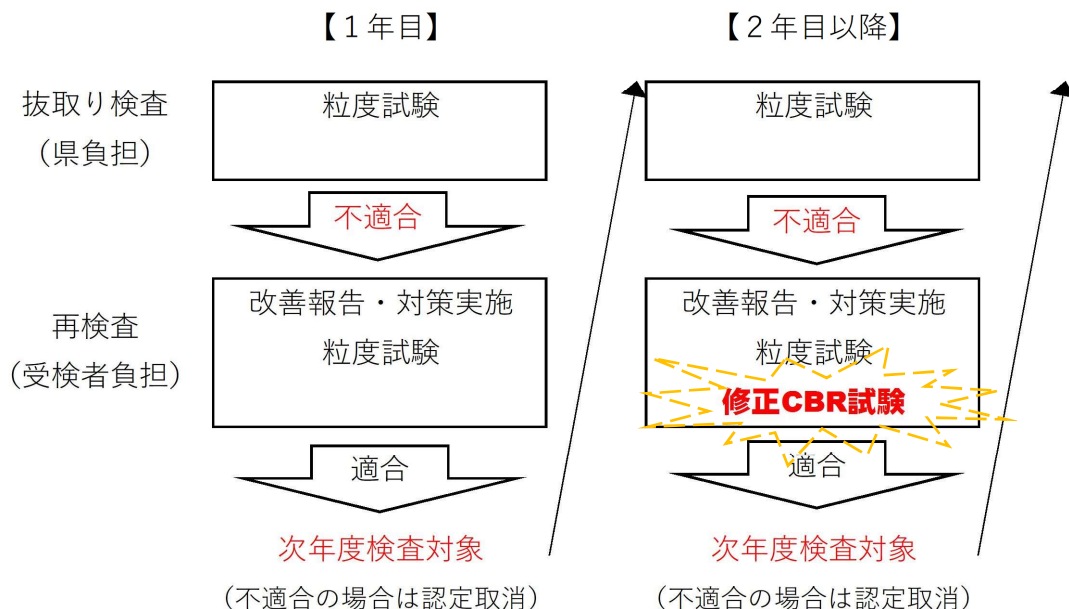 【１年目】
【２年目以降】
抜取り検査
（県負担）
粒度試験
粒度試験
不適合
不適合
再検査
（受検者負担）
改善報告・対策実施
粒度試験
改善報告・対策実施
粒度試験
修正CBR試験
適合
適合
次年度検査対象
（不適合の場合は認定取消）
次年度検査対象
（不適合の場合は認定取消）